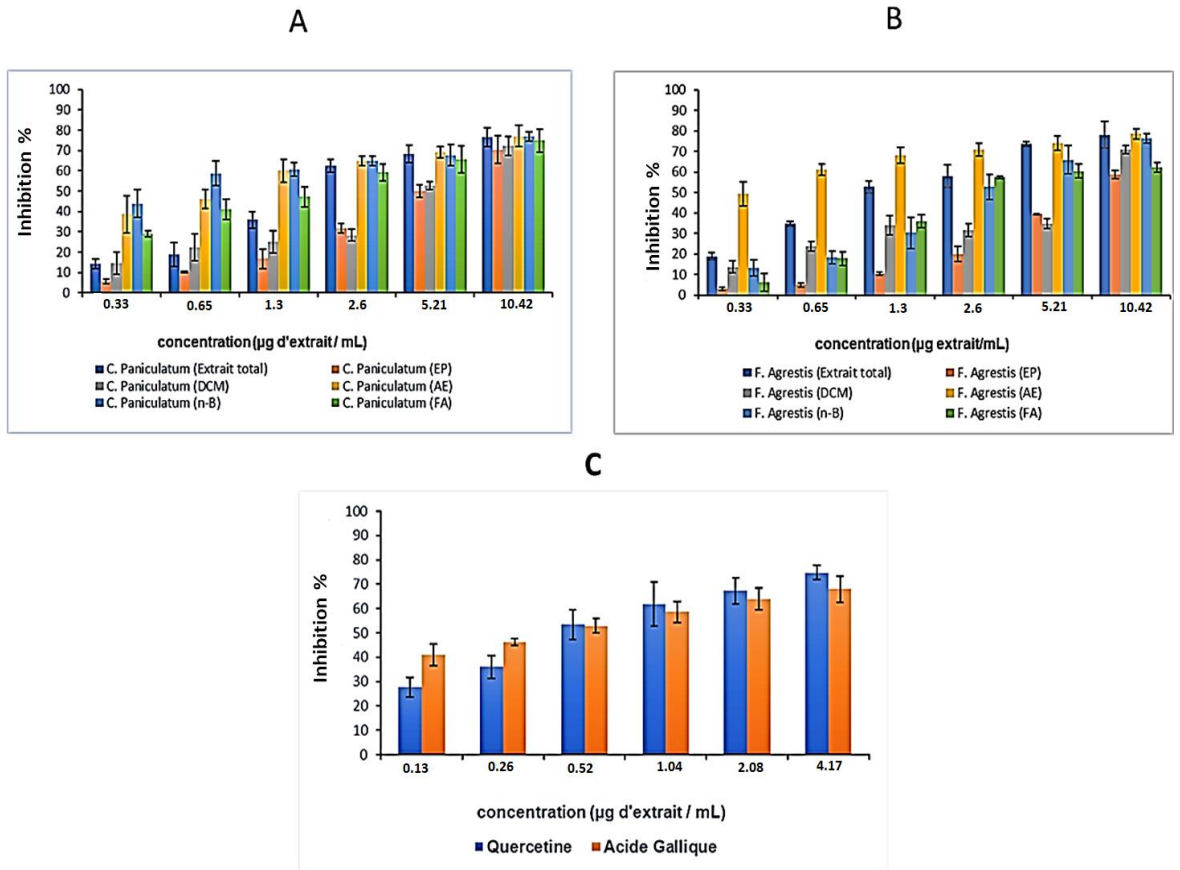 A
Inhibition %
100
90
80
70
60
50
40
30
20
10
0
0.33 0.65 1.3 2.6 5.21 10.42
concentration (µg d'extrait / mL)
C. Paniculatum (Extrait total) C. Paniculatum (EP)
C. Paniculatum (DCM) C. Paniculatum (AE)
C. Paniculatum (n-B) C. Paniculatum (FA)
B
Inhibition %
100
90
80
70
60
50
40
30
20
10
0
0.33 0.65 1.3 2.6 5.21 10.42
concentration (µg extrait/mL)
F. Agrestis (Extrait total) F. Agrestis (EP)
F. Agrestis (DCM) F. Agrestis (AE)
F. Agrestis (n-B) F. Agrestis (FA)
C
Inhibition %
100
90
80
70
60
50
40
30
20
10
0
0.13 0.26 0.52 1.04 2.08 4.17
concentration (µg d'extrait / mL)
Quercetine Acide Gallique